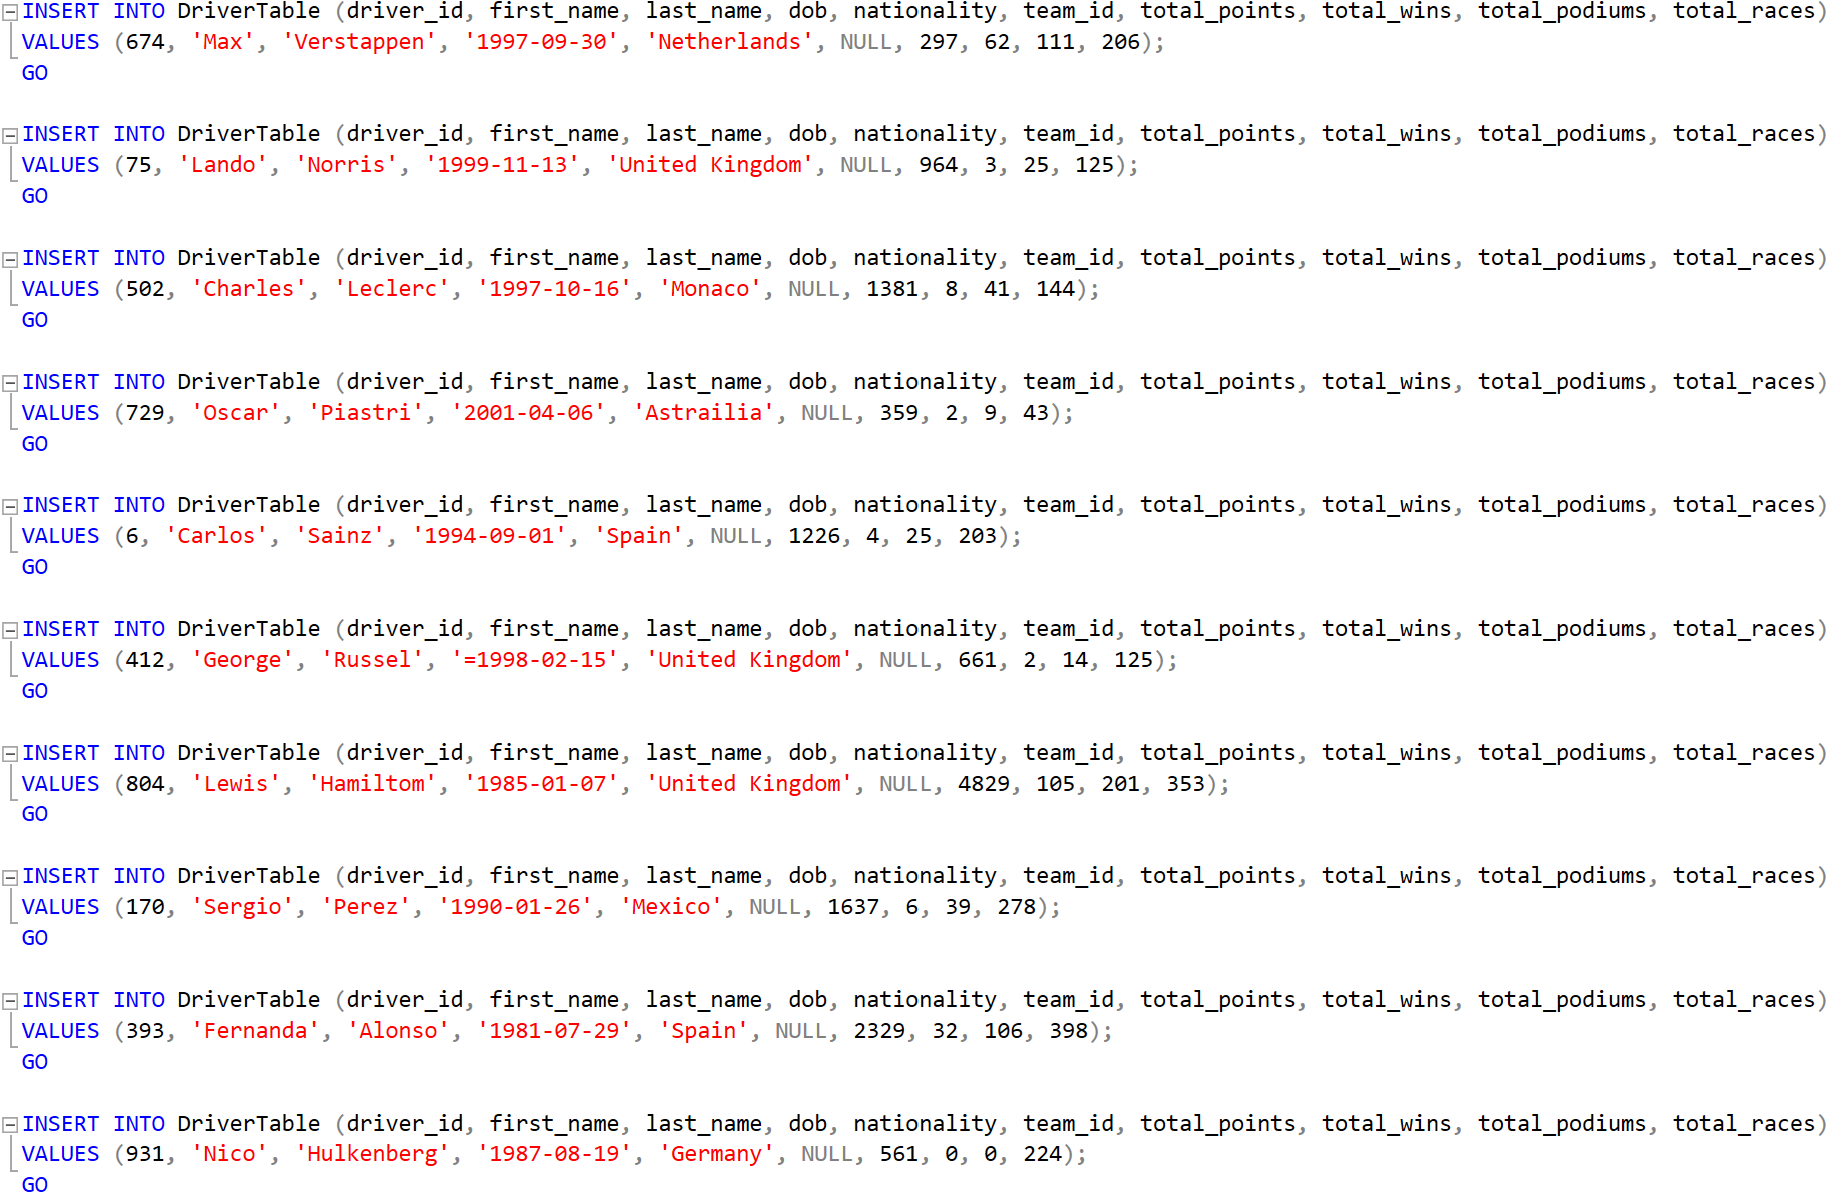 INSERT INTO DriverTable (driver_id, first_name, last_name, dob, nationality, team_id, total_points, total_wins, total_podiums, total_races)
VALUES (674, 'Max', 'Verstappen', '1997-09-30', 'Netherlands', NULL, 297, 62, 111, 206);
GO
INSERT INTO DriverTable (driver_id, first_name, last_name, dob, nationality, team_id, total_points, total_wins, total_podiums, total_races)
VALUES (75, 'Lando', 'Norris', '1999-11-13', 'United Kingdom', NULL, 964, 3, 25, 125);
GO
INSERT INTO DriverTable (driver_id, first_name, last_name, dob, nationality, team_id, total_points, total_wins, total_podiums, total_races)
VALUES (502, 'Charles', 'Leclerc', '1997-10-16', 'Monaco', NULL, 1381, 8, 41, 144);
GO
INSERT INTO DriverTable (driver_id, first_name, last_name, dob, nationality, team_id, total_points, total_wins, total_podiums, total_races)
VALUES (729, 'Oscar', 'Piastri', '2001-04-06', 'Astrailia', NULL, 359, 2, 9, 43);
GO
INSERT INTO DriverTable (driver_id, first_name, last_name, dob, nationality, team_id, total_points, total_wins, total_podiums, total_races)
VALUES (6, 'Carlos', 'Sainz', '1994-09-01', 'Spain', NULL, 1226, 4, 25, 203);
GO
INSERT INTO DriverTable (driver_id, first_name, last_name, dob, nationality, team_id, total_points, total_wins, total_podiums, total_races)
VALUES (412, 'George', 'Russel', '=1998-02-15', 'United Kingdom', NULL, 661, 2, 14, 125);
GO
INSERT INTO DriverTable (driver_id, first_name, last_name, dob, nationality, team_id, total_points, total_wins, total_podiums, total_races)
VALUES (804, 'Lewis', 'Hamiltom', '1985-01-07', 'United Kingdom', NULL, 4829, 105, 201, 353);
GO
INSERT INTO DriverTable (driver_id, first_name, last_name, dob, nationality, team_id, total_points, total_wins, total_podiums, total_races)
VALUES (170, 'Sergio', 'Perez', '1990-01-26', 'Mexico', NULL, 1637, 6, 39, 278);
GO
INSERT INTO DriverTable (driver_id, first_name, last_name, dob, nationality, team_id, total_points, total_wins, total_podiums, total_races)
VALUES (393, 'Fernanda', 'Alonso', '1981-07-29', 'Spain', NULL, 2329, 32, 106, 398);
GO
INSERT INTO DriverTable (driver_id, first_name, last_name, dob, nationality, team_id, total_points, total_wins, total_podiums, total_races)
VALUES (931, 'Nico', 'Hulkenberg', '1987-08-19', 'Germany', NULL, 561, 0, 0, 224);
GO